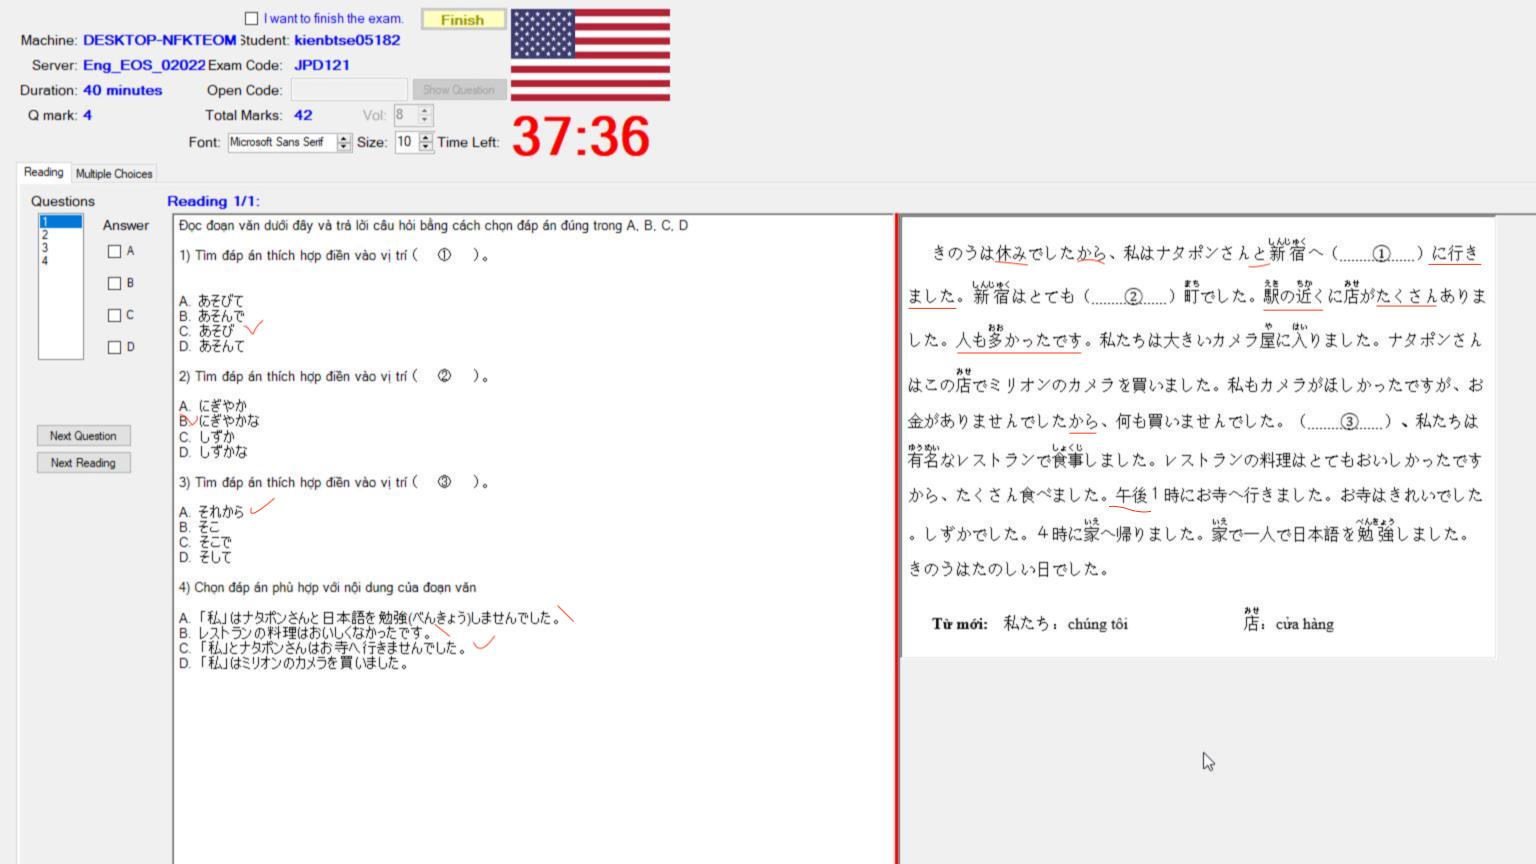 I want to finish the exam.
Finish
Machine: DESKTOP-NFKTEOM Student: kienbtse05182
Server: Eng_EOS_02022 Exam Code: JPD121
Duration: 40 minutes Open Code: Show Question
Q mark: 4 Total Marks: 42 Vol: 8
Font: Microsoft Sans Serif Size: 10 Time Left: 37:36
Reading Multiple Choices
Questions
1
2
3
4
Answer
A
B
C
D
Next Question
Next Reading
Reading 1/1:
Đọc đoạn văn dưới đây và trả lời câu hỏi bằng cách chọn đáp án đúng trong A, B, C, D
1) Tìm đáp án thích hợp điền vào vị trí ( ① )。
A. あそびて
B. あそんで
C. あそび
D. あそんて
2) Tìm đáp án thích hợp điền vào vị trí ( ② )。
A. にぎやか
B. にぎやかな
C. しずか
D. しずかな
3) Tìm đáp án thích hợp điền vào vị trí ( ③ )。
A. それから
B. そこ
C. そこで
D. そして
4) Chọn đáp án phù hợp với nội dung của đoạn văn
A. 「私」はナタポンさんと日本語を勉強(べんきょう)しませんでした。
B. レストランの料理はおいしくなかったです。
C. 「私」とナタポンさんはお寺へ行きませんでした。
D. 「私」はミリオンのカメラを買いました。
しんじゅく
きのうは休みでしたから、私はナタポンさんと新宿へ（......①......）に行き
しんじゅく まち えき ちか みせ
ました。新宿はとても（......②......）町でした。駅の近くに店がたくさんありま
おお や はい
した。人も多かったです。私たちは大きいカメラ屋に入りました。ナタポンさん
みせ
はこの店でミリオンのカメラを買いました。私もカメラがほしかったですが、お
金がありませんでしたから、何も買いませんでした。（......③......）、私たちは
ゆうめい しょくじ
有名なレストランで食事しました。レストランの料理はとてもおいしかったです
から、たくさん食べました。午後１時にお寺へ行きました。お寺はきれいでした
いえ いえ べんきょう
。しずかでした。４時に家へ帰りました。家で一人で日本語を勉強しました。
きのうはたのしい日でした。
みせ
Từ mới: 私たち：chúng tôi 店：cửa hàng